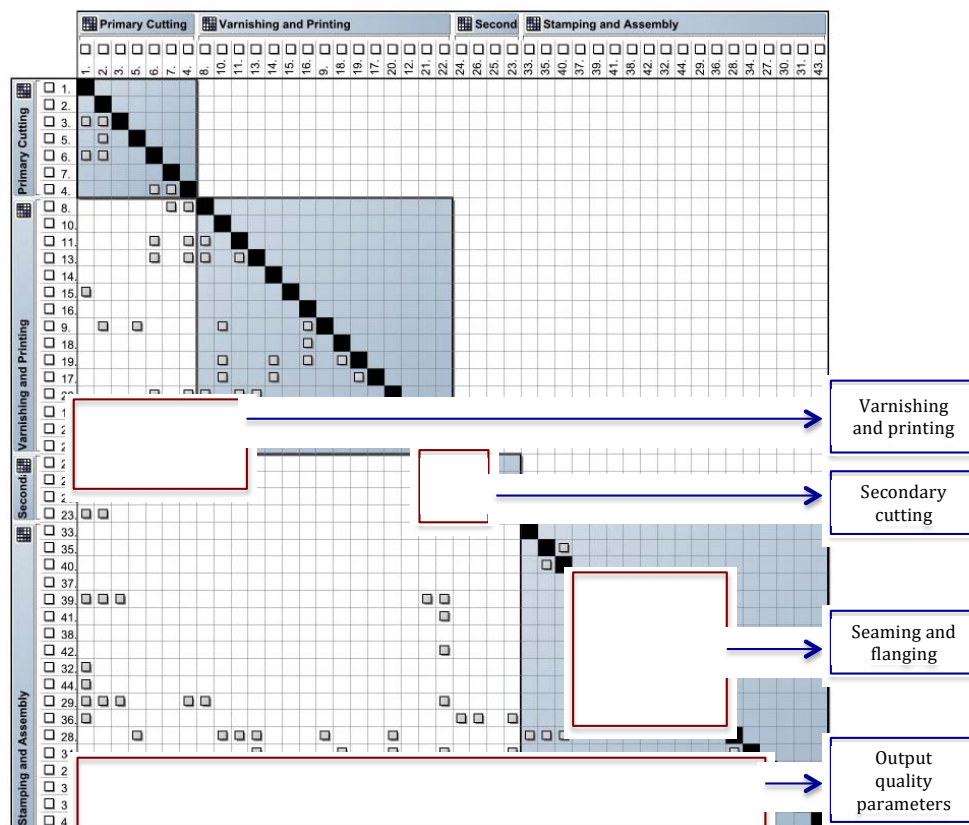 Primary Cutting Varnishing and Printing Second Stamping and Assembly
1. 2. 3. 5. 6. 7. 4. 8. 10. 11. 13. 14. 15. 16. 9. 18. 19. 17. 20. 12. 21. 22. 24. 26. 25. 23. 33. 35. 40. 37. 39. 41. 38. 42. 32. 44. 29. 36. 28. 34. 27. 30. 31. 43.
Primary Cutting
1.
2.
3.
5.
6.
7.
4.
Varnishing and Printing
8.
10.
11.
13.
14.
15.
16.
9.
18.
19.
17.
Varnishing
and printing
Secondi
Secondary
cutting
23.
Stamping and Assembly
33.
35.
40.
37.
39.
41.
38.
42.
32.
44.
29.
36.
28.
Seaming and
flanging
Output
quality
parameters